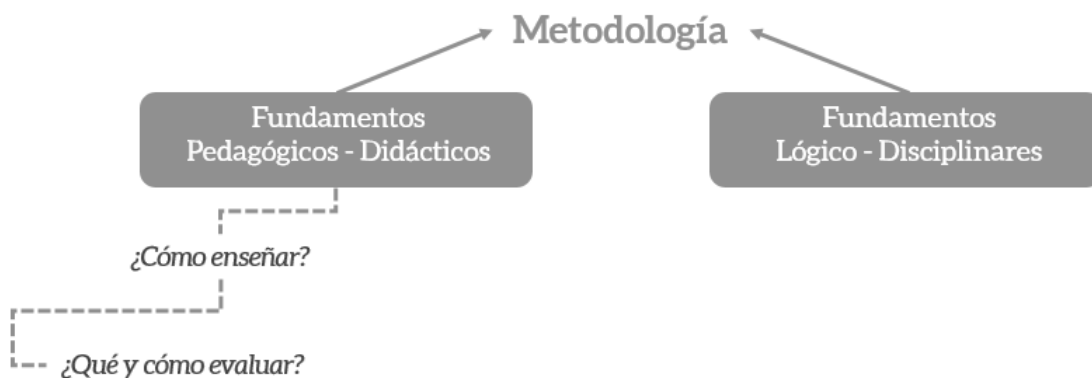 Metodología
Fundamentos
Pedagógicos - Didácticos
Fundamentos
Lógico - Disciplinares
¿Cómo enseñar?
¿Qué y cómo evaluar?